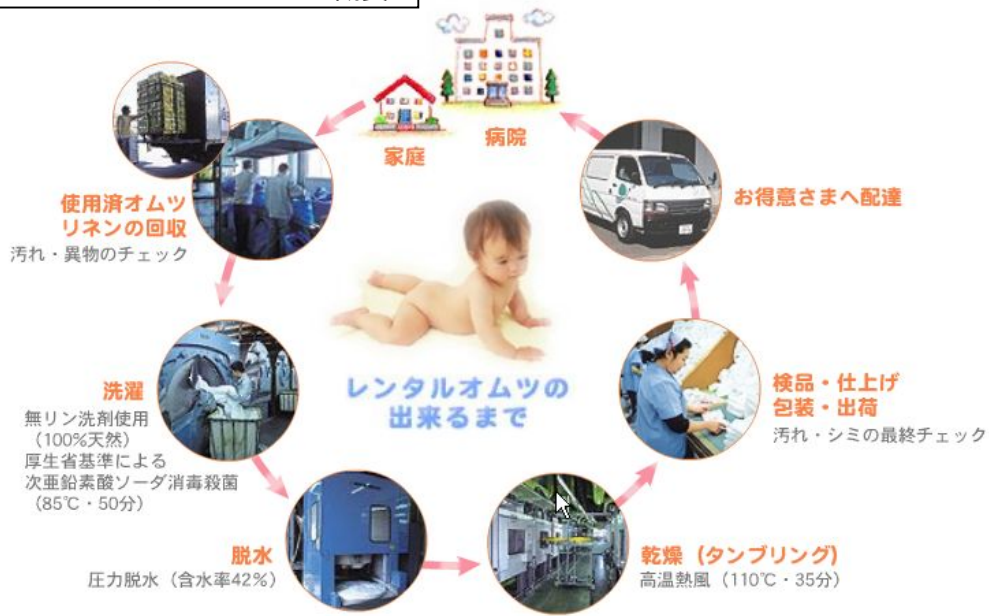 病院
家庭
使用済オムツ
リネンの回収
汚れ・異物のチェック
洗濯
無リン洗剤使用
（100%天然）
厚生省基準による
次亜鉛素酸ソーダ消毒殺菌
（85℃・50分）
脱水
圧力脱水（含水率42%）
乾燥（タンブリング)
高温熱風（110℃・35分）
検品・仕上げ
包装・出荷
汚れ・シミの最終チェック
お得意さまへ配達
レンタルオムツの
出来るまで